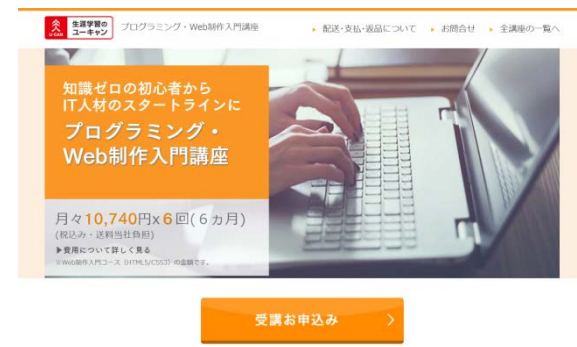 生涯学習の
ユーキャン
U-CAN
プログラミング・Web制作入門講座
配送・支払・返品について
お問合せ
全講座の一覧へ
知識ゼロの初心者から
IT人材のスタートラインに
プログラミング・
Web制作入門講座
月々10,740円x6回(6ヵ月)
(税込み・送料当社負担)
▶費用について詳しく見る
※Web制作入門コース（HTML5/CSS3）の金額です。
受講お申込み